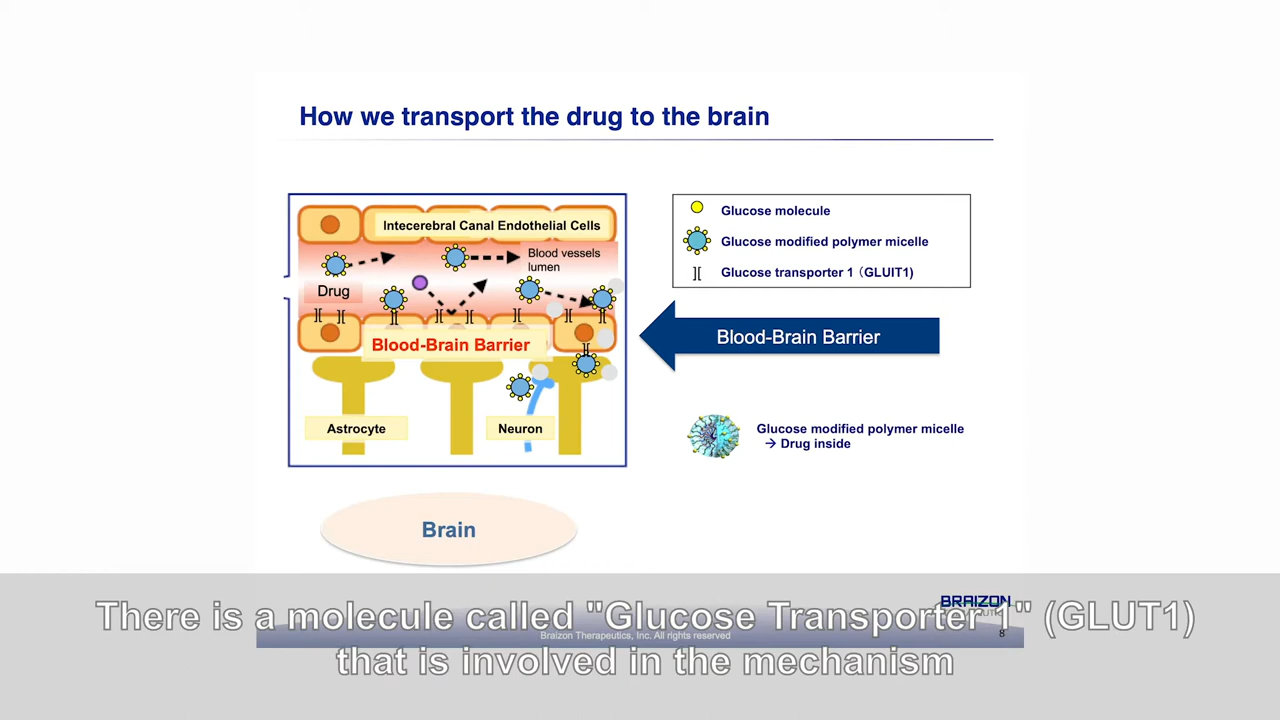 How we transport the drug to the brain
Intecerebral Canal Endothelial Cells
Blood vessels
lumen
Drug
Blood-Brain Barrier
Astrocyte
Neuron
Brain
Glucose molecule
Glucose modified polymer micelle
Glucose transporter 1 (GLUIT1)
Blood-Brain Barrier
Glucose modified polymer micelle
→ Drug inside
BRAIZON
Braizon Therapeutics, Inc. All rights reserved
8
There is a molecule called "Glucose Transporter 1" (GLUT1)
that is involved in the mechanism